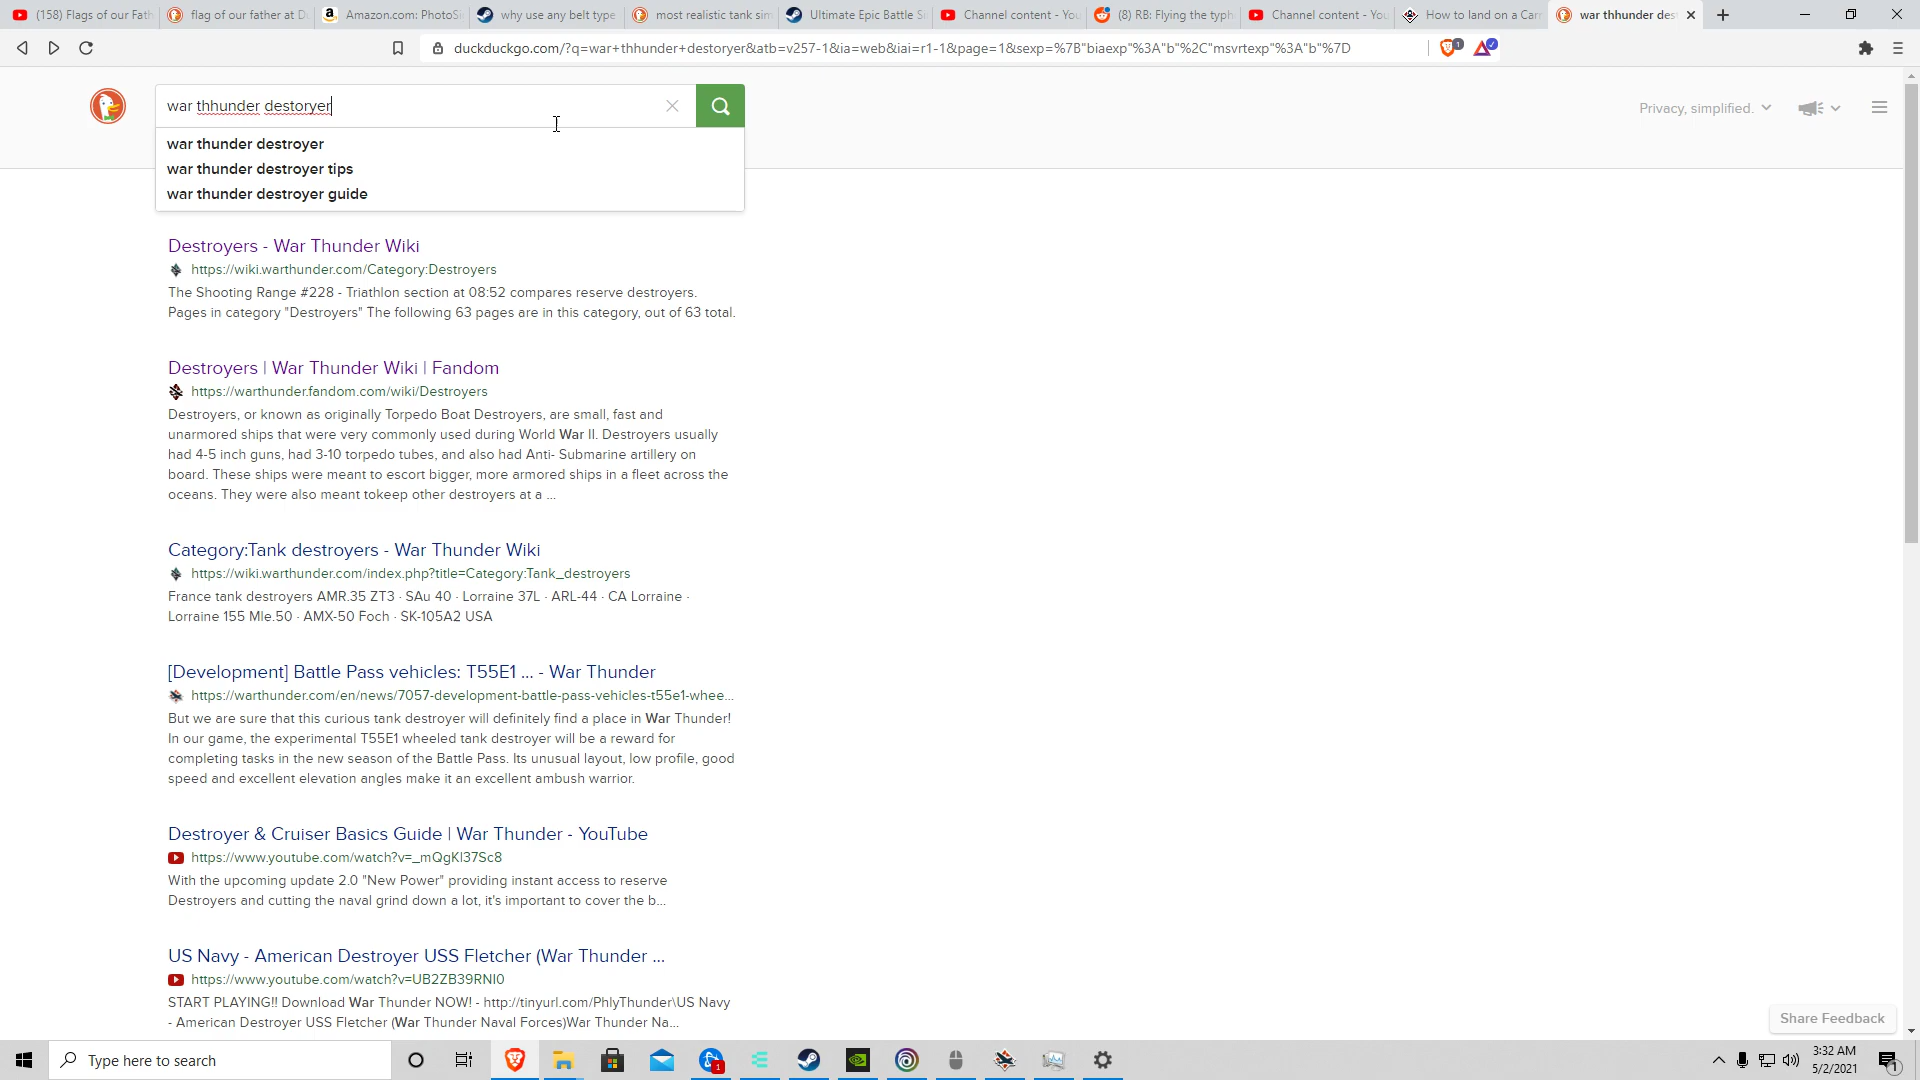 (158) Flags of our Fath
flag of our father at Du
Amazon.com: PhotoSi
why use any belt type
most realistic tank sim
Ultimate Epic Battle Si
Channel content - You
(8) RB: Flying the typh
Channel content - You
How to land on a Carr
war thhunder des
duckduckgo.com/?q=war+thhunder+destoryer&atb=v257-1&ia=web&iai=r1-1&page=1&sexp=%7B"biaexp"%3A"b"%2C"msvrtexp"%3A"b"%7D
1
war thhunder destoryer
Privacy, simplified.
war thunder destroyer
war thunder destroyer tips
war thunder destroyer guide
Destroyers - War Thunder Wiki
https://wiki.warthunder.com/Category:Destroyers
The Shooting Range #228 - Triathlon section at 08:52 compares reserve destroyers.
Pages in category "Destroyers" The following 63 pages are in this category, out of 63 total.
Destroyers | War Thunder Wiki | Fandom
https://warthunder.fandom.com/wiki/Destroyers
Destroyers, or known as originally Torpedo Boat Destroyers, are small, fast and
unarmored ships that were very commonly used during World War II. Destroyers usually
had 4-5 inch guns, had 3-10 torpedo tubes, and also had Anti- Submarine artillery on
board. These ships were meant to escort bigger, more armored ships in a fleet across the
oceans. They were also meant tokeep other destroyers at a ...
Category:Tank destroyers - War Thunder Wiki
https://wiki.warthunder.com/index.php?title=Category:Tank_destroyers
France tank destroyers AMR.35 ZT3 · SAu 40 · Lorraine 37L · ARL-44 · CA Lorraine ·
Lorraine 155 Mle.50 · AMX-50 Foch · SK-105A2 USA
[Development] Battle Pass vehicles: T55E1 ... - War Thunder
https://warthunder.com/en/news/7057-development-battle-pass-vehicles-t55e1-whee...
But we are sure that this curious tank destroyer will definitely find a place in War Thunder!
In our game, the experimental T55E1 wheeled tank destroyer will be a reward for
completing tasks in the new season of the Battle Pass. Its unusual layout, low profile, good
speed and excellent elevation angles make it an excellent ambush warrior.
Destroyer & Cruiser Basics Guide | War Thunder - YouTube
https://www.youtube.com/watch?v=_mQgKl37Sc8
With the upcoming update 2.0 "New Power" providing instant access to reserve
Destroyers and cutting the naval grind down a lot, it's important to cover the b...
US Navy - American Destroyer USS Fletcher (War Thunder ...
https://www.youtube.com/watch?v=UB2ZB39RNI0
START PLAYING!! Download War Thunder NOW! - http://tinyurl.com/PhlyThunder\US Navy
- American Destroyer USS Fletcher (War Thunder Naval Forces)War Thunder Na...
Share Feedback
Type here to search
1
3:32 AM
5/2/2021
1